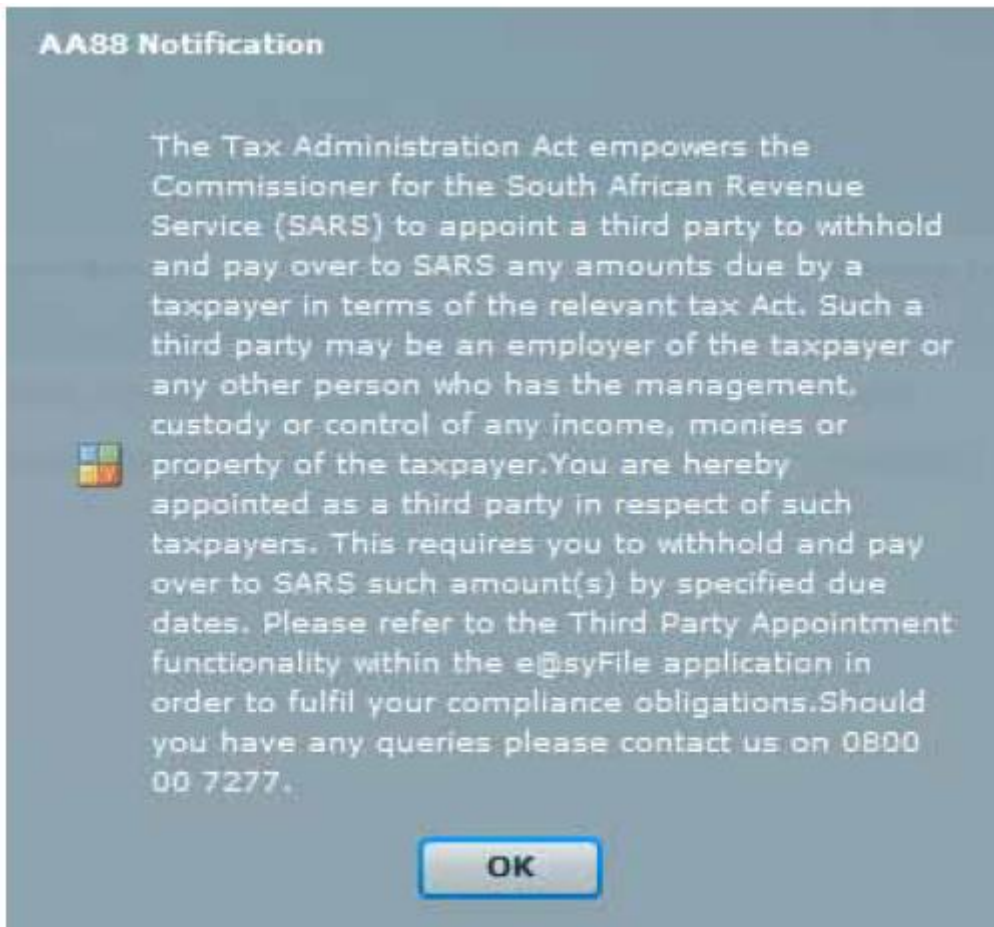 AA88 Notification
The Tax Administration Act empowers the
Commissioner for the South African Revenue
Service (SARS) to appoint a third party to withhold
and pay over to SARS any amounts due by a
taxpayer in terms of the relevant tax Act. Such a
third party may be an employer of the taxpayer or
any other person who has the management,
custody or control of any income, monies or
property of the taxpayer.You are hereby
appointed as a third party in respect of such
taxpayers. This requires you to withhold and pay
over to SARS such amount(s) by specified due
dates. Please refer to the Third Party Appointment
functionality within the e@syFile application in
order to fulfil your compliance obligations.Should
you have any queries please contact us on 0800
00 7277.
OK